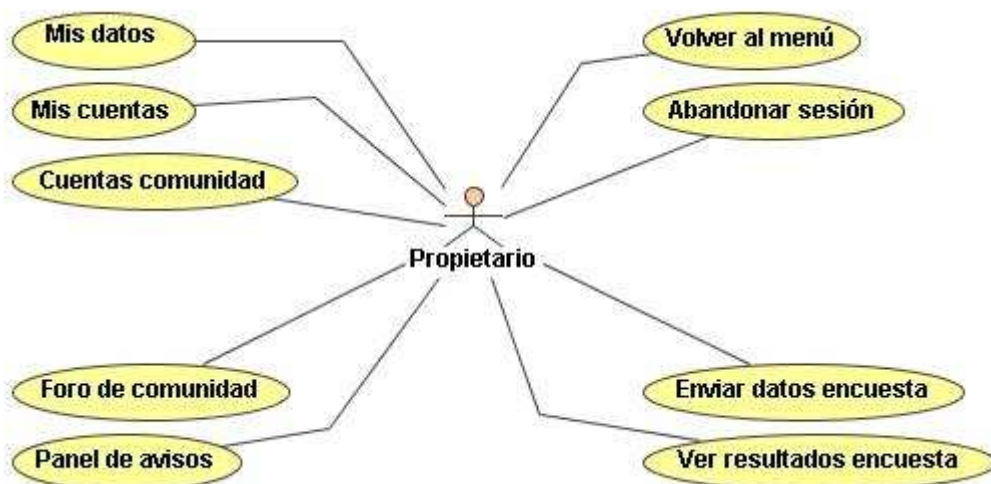 Mis datos
Volver al menú
Mis cuentas
Abandonar sesión
Cuentas comunidad
Propietario
Foro de comunidad
Enviar datos encuesta
Panel de avisos
Ver resultados encuesta